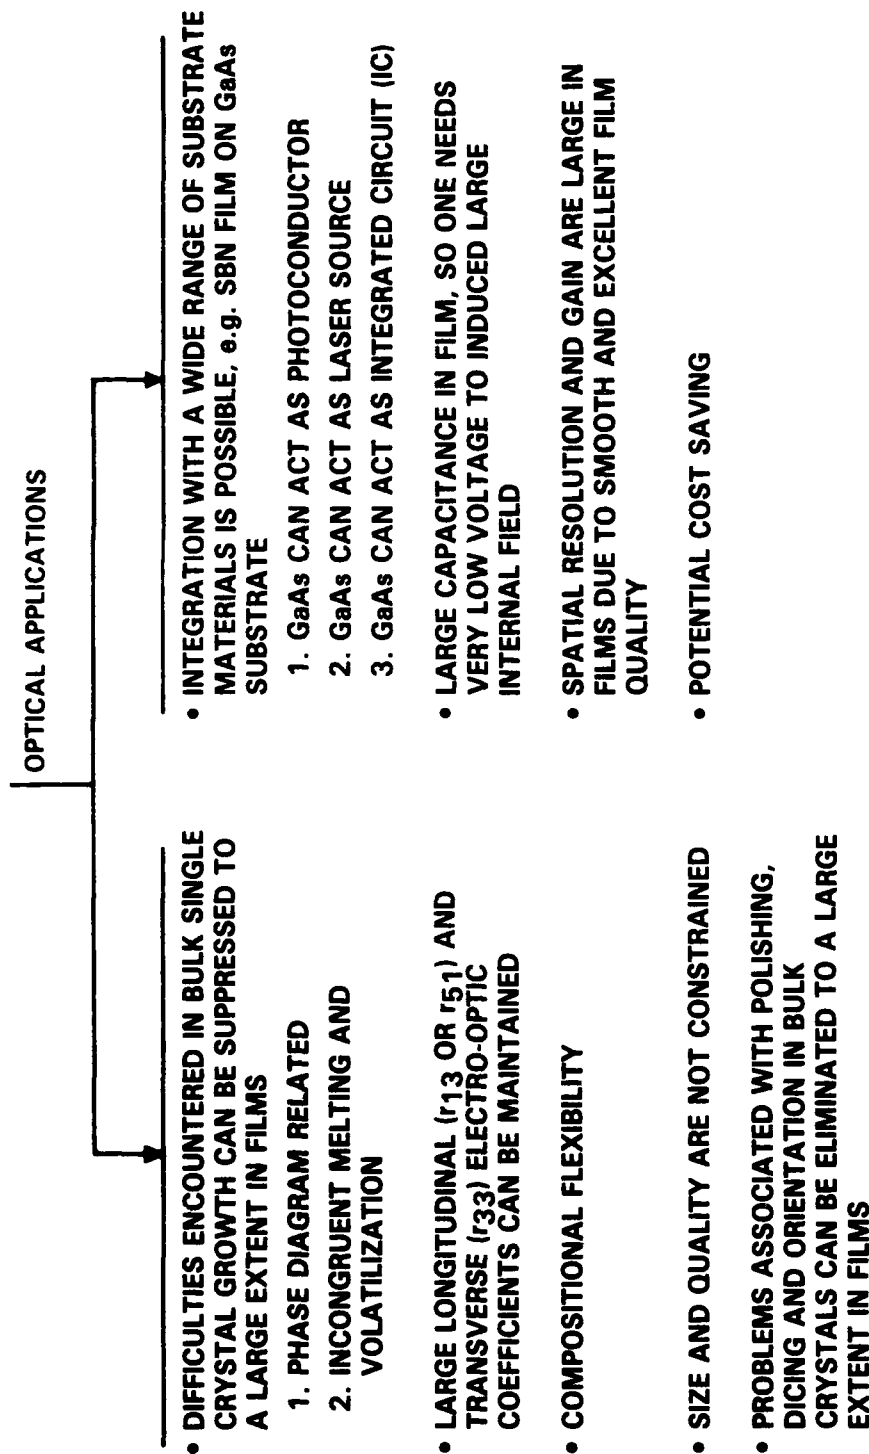 OPTICAL APPLICATIONS
• DIFFICULTIES ENCOUNTERED IN BULK SINGLE
CRYSTAL GROWTH CAN BE SUPPRESSED TO
A LARGE EXTENT IN FILMS
1. PHASE DIAGRAM RELATED
2. INCONGRUENT MELTING AND
VOLATILIZATION
• LARGE LONGITUDINAL (r13 OR r51) AND
TRANSVERSE (r33) ELECTRO-OPTIC
COEFFICIENTS CAN BE MAINTAINED
• COMPOSITIONAL FLEXIBILITY
• SIZE AND QUALITY ARE NOT CONSTRAINED
• PROBLEMS ASSOCIATED WITH POLISHING,
DICING AND ORIENTATION IN BULK
CRYSTALS CAN BE ELIMINATED TO A LARGE
EXTENT IN FILMS
• INTEGRATION WITH A WIDE RANGE OF SUBSTRATE
MATERIALS IS POSSIBLE, e.g. SBN FILM ON GaAs
SUBSTRATE
1. GaAs CAN ACT AS PHOTOCONDUCTOR
2. GaAs CAN ACT AS LASER SOURCE
3. GaAs CAN ACT AS INTEGRATED CIRCUIT (IC)
• LARGE CAPACITANCE IN FILM, SO ONE NEEDS
VERY LOW VOLTAGE TO INDUCED LARGE
INTERNAL FIELD
• SPATIAL RESOLUTION AND GAIN ARE LARGE IN
FILMS DUE TO SMOOTH AND EXCELLENT FILM
QUALITY
• POTENTIAL COST SAVING